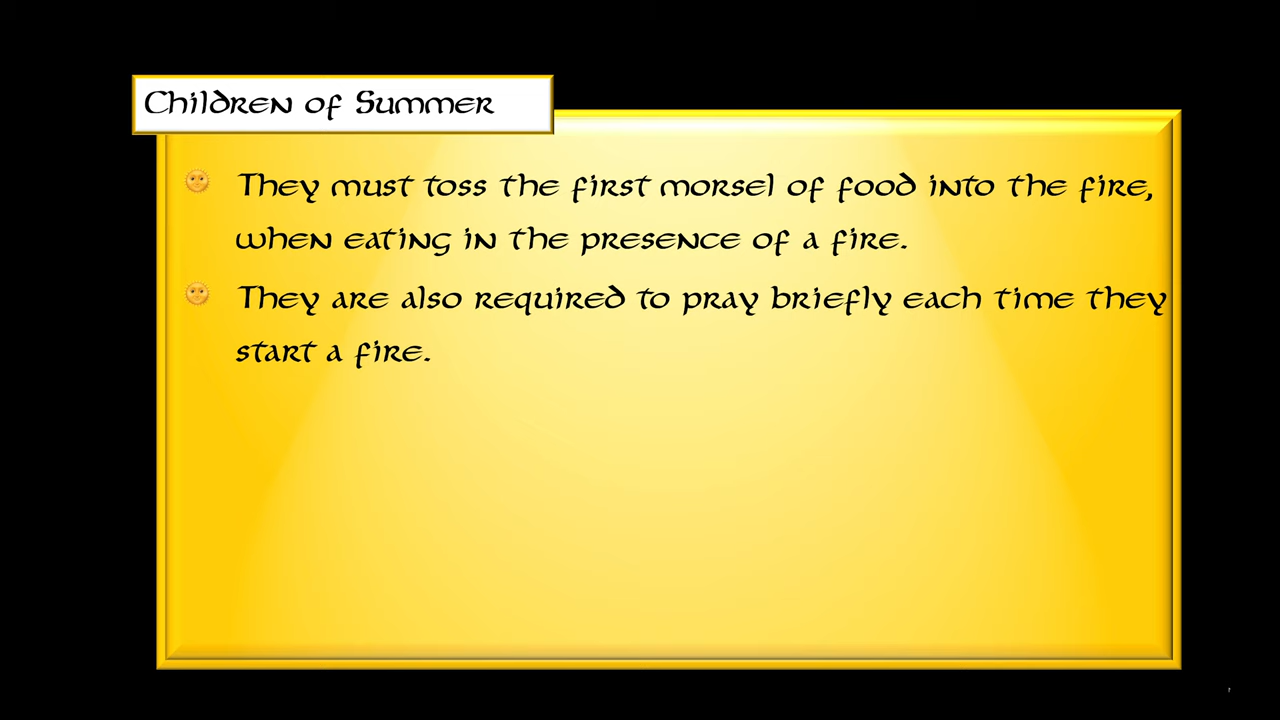 Children of Summer
They must toss the first morsel of food into the fire,
when eating in the presence of a fire.
They are also required to pray briefly each time they
start a fire.